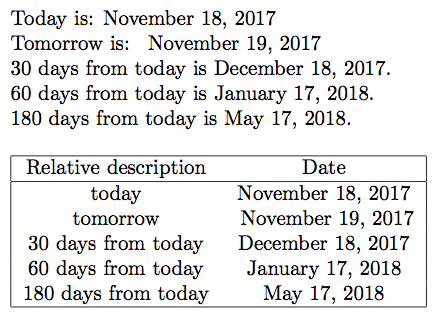 Today is: November 18, 2017
Tomorrow is: November 19, 2017
30 days from today is December 18, 2017.
60 days from today is January 17, 2018.
180 days from today is May 17, 2018.
Relative description Date
today November 18, 2017
tomorrow November 19, 2017
30 days from today December 18, 2017
60 days from today January 17, 2018
180 days from today May 17, 2018